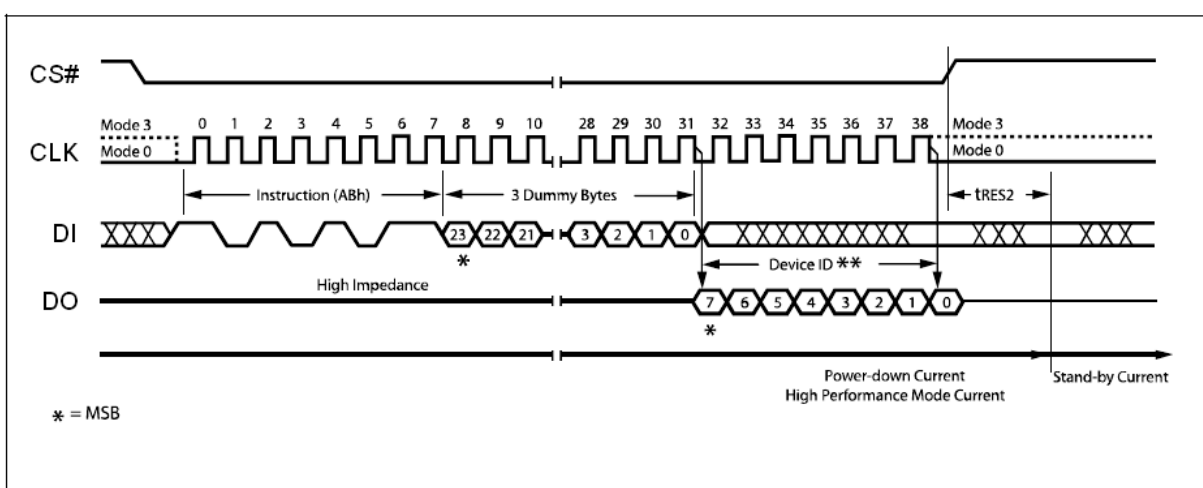 CS#
Mode 3 0 1 2 3 4 5 6 7 8 9 10 28 29 30 31 32 33 34 35 36 37 38 Mode 3
CLK Mode 0 Mode 0
Instruction (ABh) 3 Dummy Bytes tRES2
DI 23 22 21 3 2 1 0
* Device ID **
High Impedance
DO 7 6 5 4 3 2 1 0
*
Power-down Current Stand-by Current
High Performance Mode Current
* = MSB